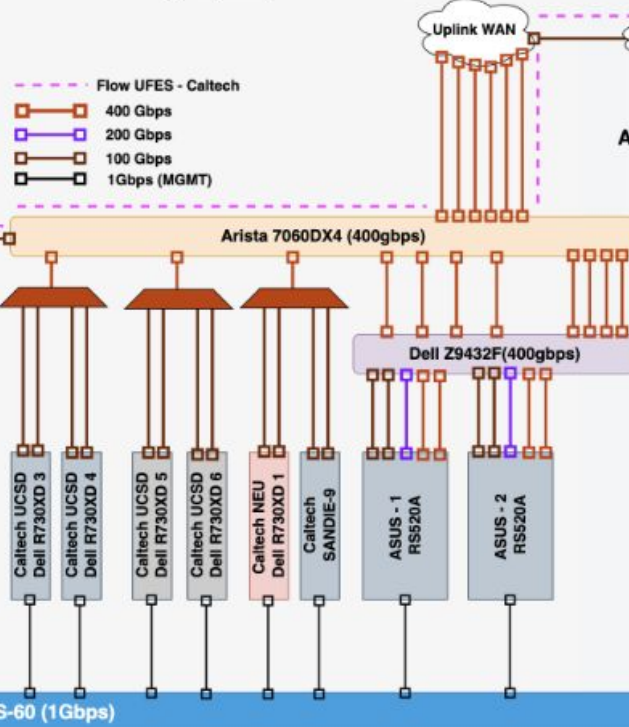 Uplink WAN
Flow UFES - Caltech
400 Gbps
200 Gbps
100 Gbps
1Gbps (MGMT)
A
Arista 7060DX4 (400gbps)
Dell Z9432F(400gbps)
Caltech UCSD
Dell R730XD 3
Caltech UCSD
Dell R730XD 4
Caltech UCSD
Dell R730XD 5
Caltech UCSD
Dell R730XD 6
Caltech NEU
Dell R730XD 1
Caltech
SANDIE-9
ASUS - 1
RS520A
ASUS - 2
RS520A
S-60 (1Gbps)